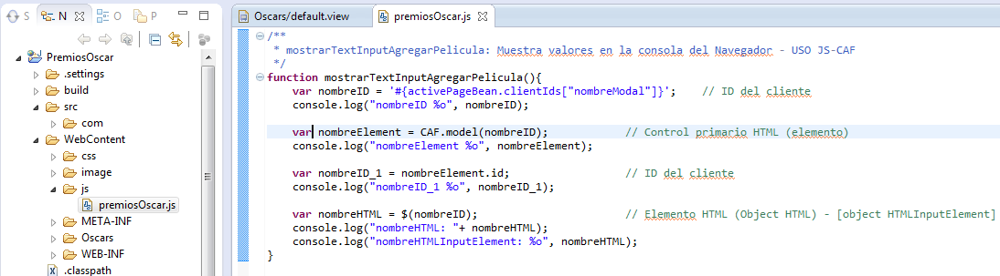 S
N
O
P
PremiosOscar
.settings
build
src
com
WebContent
css
image
js
premiosOscar.js
META-INF
Oscars
WEB-INF
.classpath
Oscars/default.view
premiosOscar.js
/**
* mostrarTextInputAgregarPelicula: Muestra valores en la consola del Navegador - USO JS-CAF
*/
function mostrarTextInputAgregarPelicula(){
var nombreID = '#{activePageBean.clientIds["nombreModal"]}'; // ID del cliente
console.log("nombreID %o", nombreID);
var nombreElement = CAF.model(nombreID); // Control primario HTML (elemento)
console.log("nombreElement %o", nombreElement);
var nombreID_1 = nombreElement.id; // ID del cliente
console.log("nombreID_1 %o", nombreID_1);
var nombreHTML = $(nombreID); // Elemento HTML (Object HTML) - [object HTMLInputElement]
console.log("nombreHTML: "+ nombreHTML);
console.log("nombreHTMLInputElement: %o", nombreHTML);
}